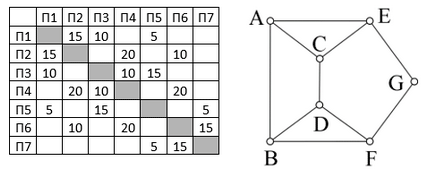 П1 П2 П3 П4 П5 П6 П7
П1 15 10 5
П2 15 20 10
П3 10 10 15
П4 20 10 20
П5 5 15 5
П6 10 20 15
П7 5 15
A E
C
G
D
B F